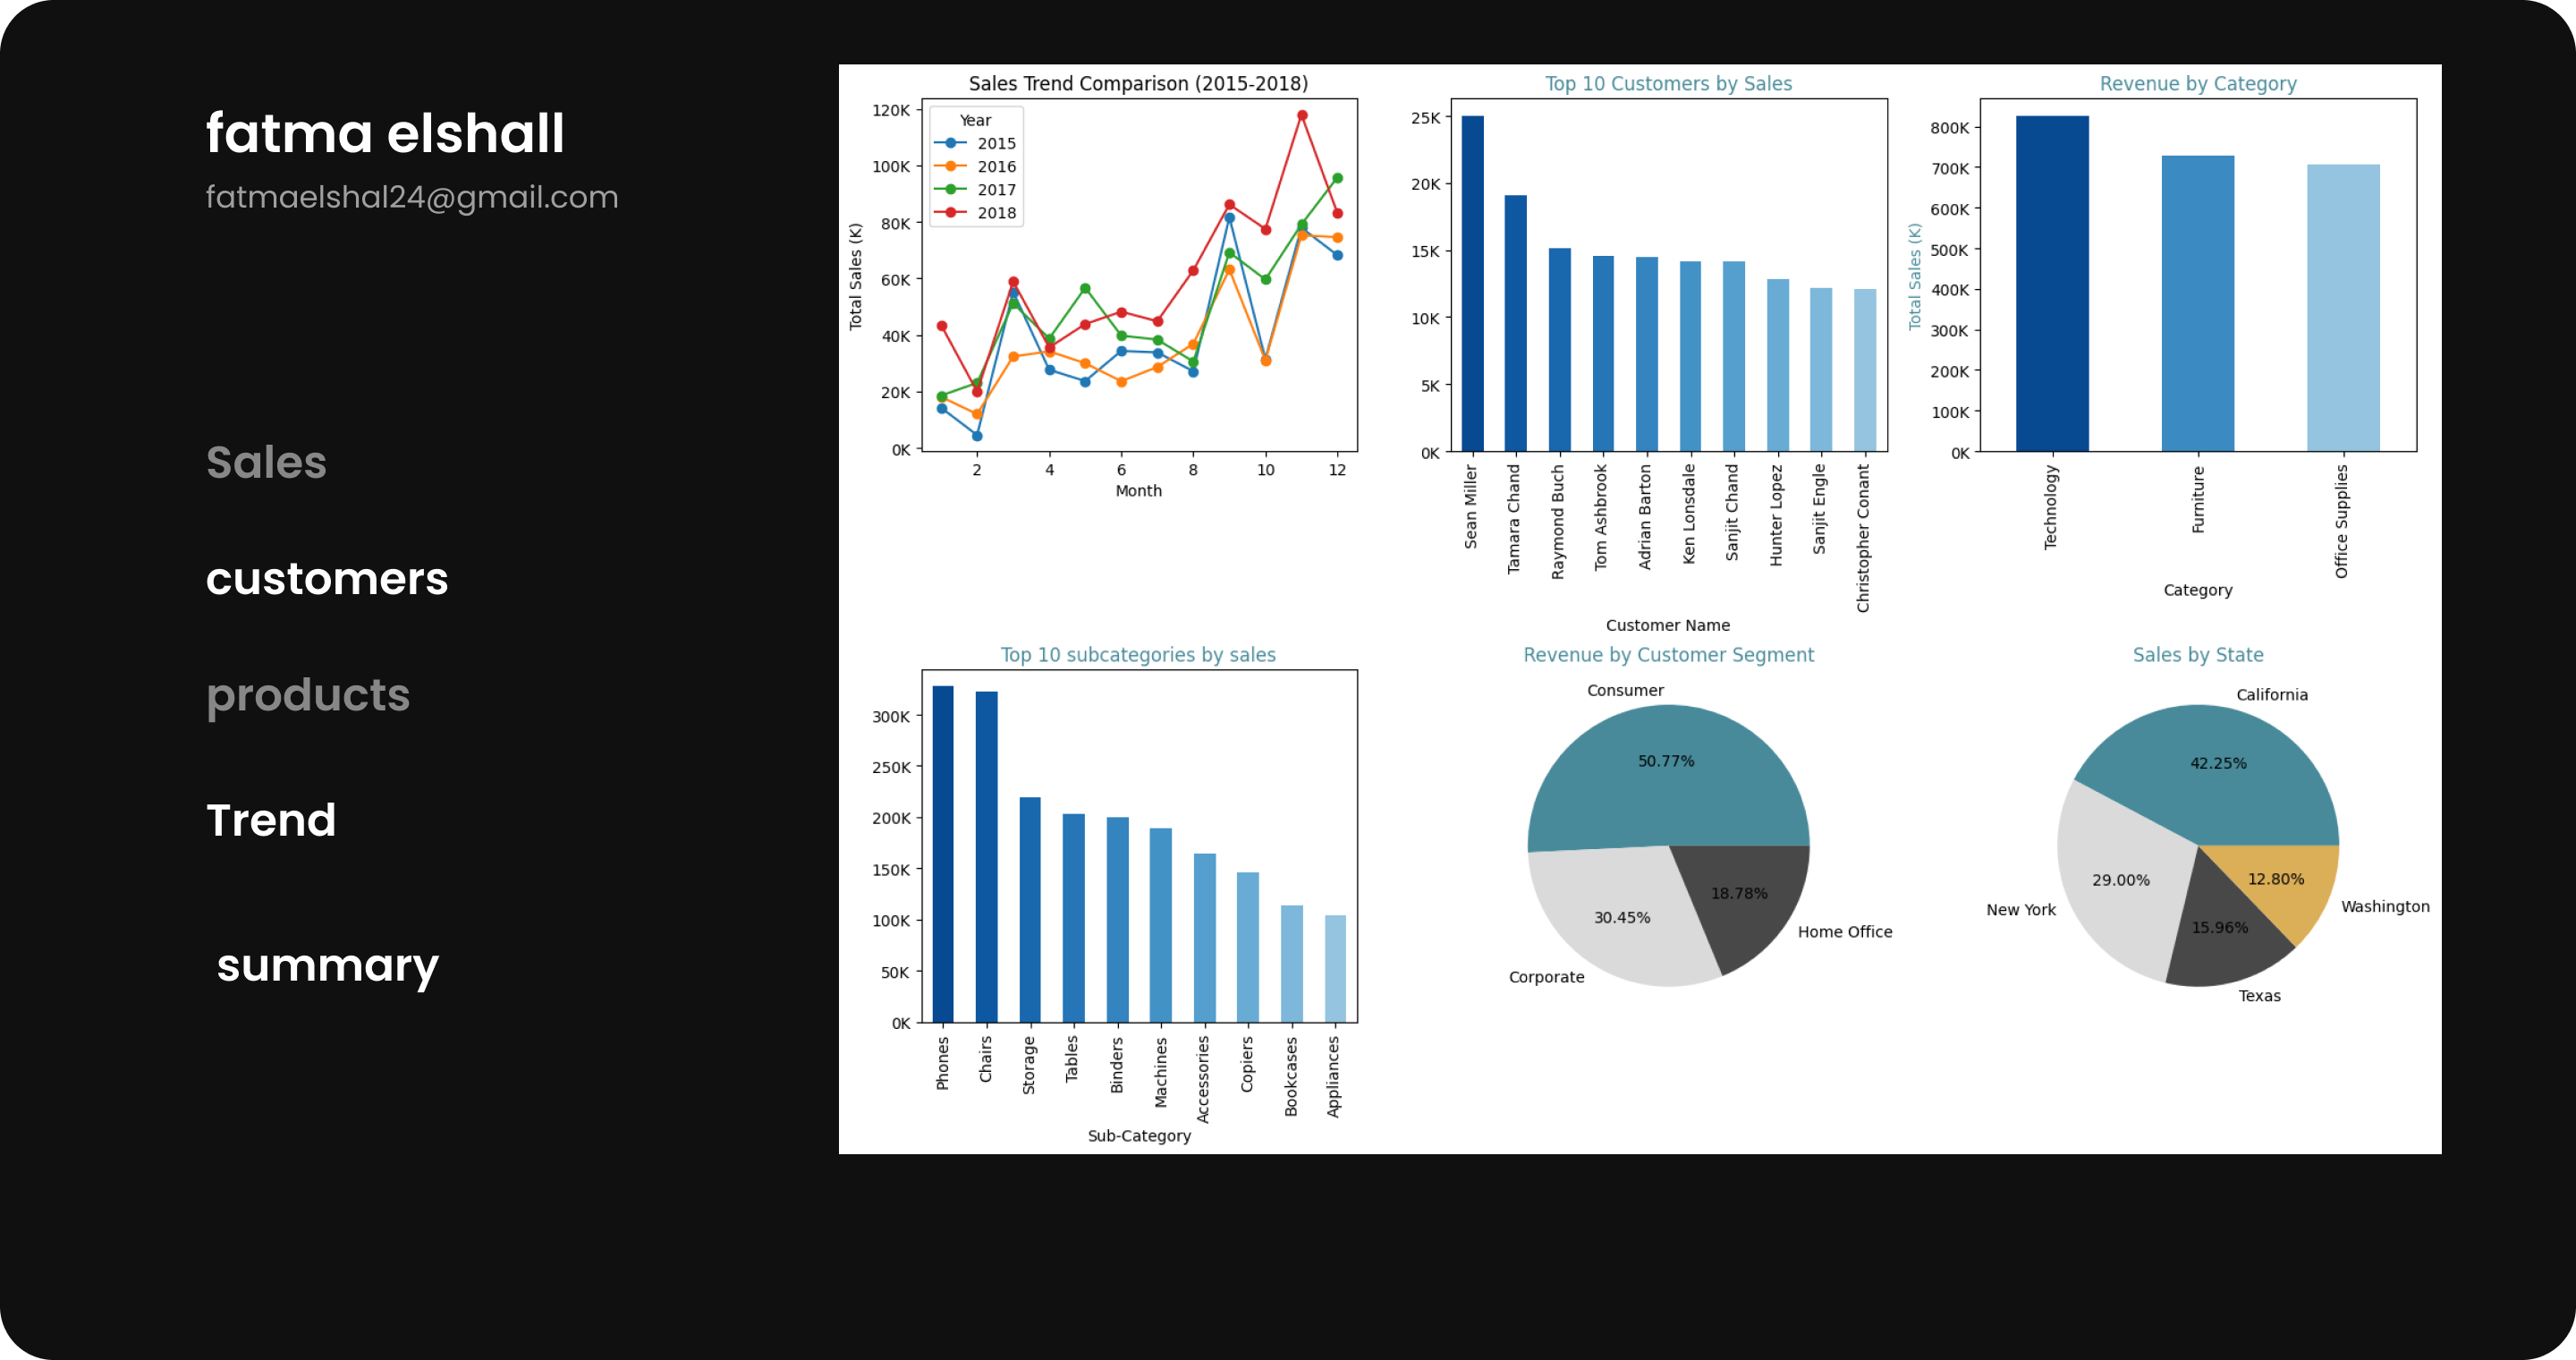 fatma elshall
fatmaelshal24@gmail.com
Sales
customers
products
Trend
summary
Sales Trend Comparison (2015-2018)
Total Sales (K)
120K
100K
80K
60K
40K
20K
0K
Year
2015
2016
2017
2018
2 4 6 8 10 12
Month
Top 10 Customers by Sales
25K
20K
15K
10K
5K
0K
Sean Miller
Tamara Chand
Raymond Buch
Tom Ashbrook
Adrian Barton
Ken Lonsdale
Sanjit Chand
Hunter Lopez
Sanjit Engle
Christopher Conant
Customer Name
Revenue by Category
Total Sales (K)
800K
700K
600K
500K
400K
300K
200K
100K
0K
Technology
Furniture
Office Supplies
Category
Top 10 subcategories by sales
300K
250K
200K
150K
100K
50K
0K
Phones
Chairs
Storage
Tables
Binders
Machines
Accessories
Copiers
Bookcases
Appliances
Sub-Category
Revenue by Customer Segment
Consumer
50.77%
30.45%
Corporate
18.78%
Home Office
Sales by State
California
42.25%
29.00%
New York
15.96%
Texas
12.80%
Washington